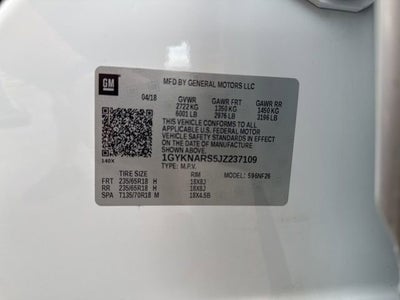 GM
MFD BY GENERAL MOTORS LLC
04/18
GVWR GAWR FRT GAWR RR
2722 KG 1350 KG 1450 KG
6001 LB 2976 LB 3196 LB
THIS VEHICLE CONFORMS TO ALL
APPLICABLE U.S. FEDERAL MOTOR
VEHICLE SAFETY STANDARDS IN EFFECT
ON THE DATE OF MANUFACTURE SHOWN ABOVE.
1GYKNARS5JZ237109
TYPE: M.P.V.
140X
MODEL: 596NF26
TIRE SIZE RIM
FRT 235/65R18 H 18X8J
RR 235/65R18 H 18X8J
SPA T135/70R18 M 18X4.5B